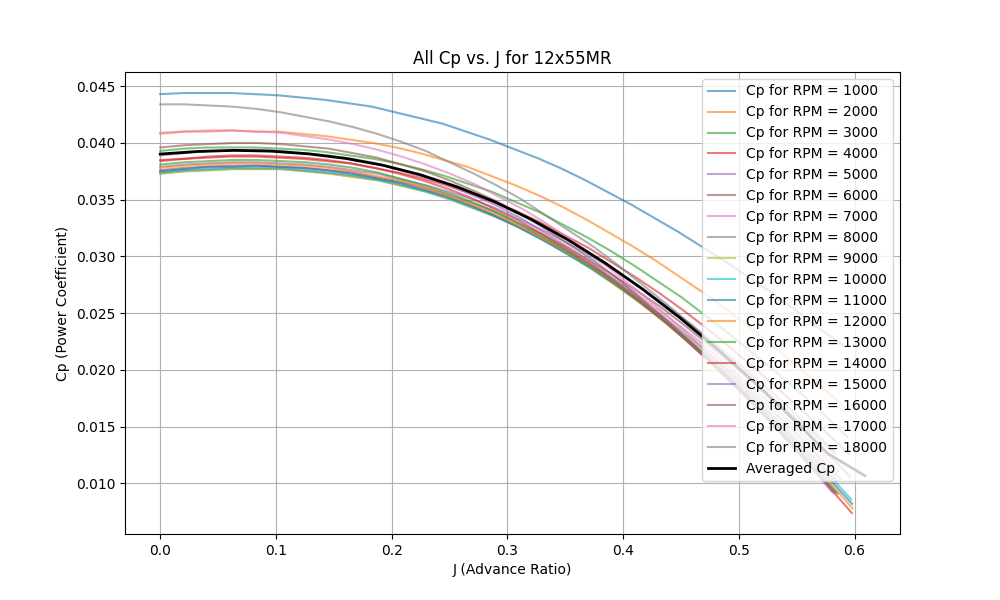 All Cp vs. J for 12x55MR
Cp (Power Coefficient)
0.045
0.040
0.035
0.030
0.025
0.020
0.015
0.010
Cp for RPM = 1000
Cp for RPM = 2000
Cp for RPM = 3000
Cp for RPM = 4000
Cp for RPM = 5000
Cp for RPM = 6000
Cp for RPM = 7000
Cp for RPM = 8000
Cp for RPM = 9000
Cp for RPM = 10000
Cp for RPM = 11000
Cp for RPM = 12000
Cp for RPM = 13000
Cp for RPM = 14000
Cp for RPM = 15000
Cp for RPM = 16000
Cp for RPM = 17000
Cp for RPM = 18000
Averaged Cp
0.0 0.1 0.2 0.3 0.4 0.5 0.6
J (Advance Ratio)